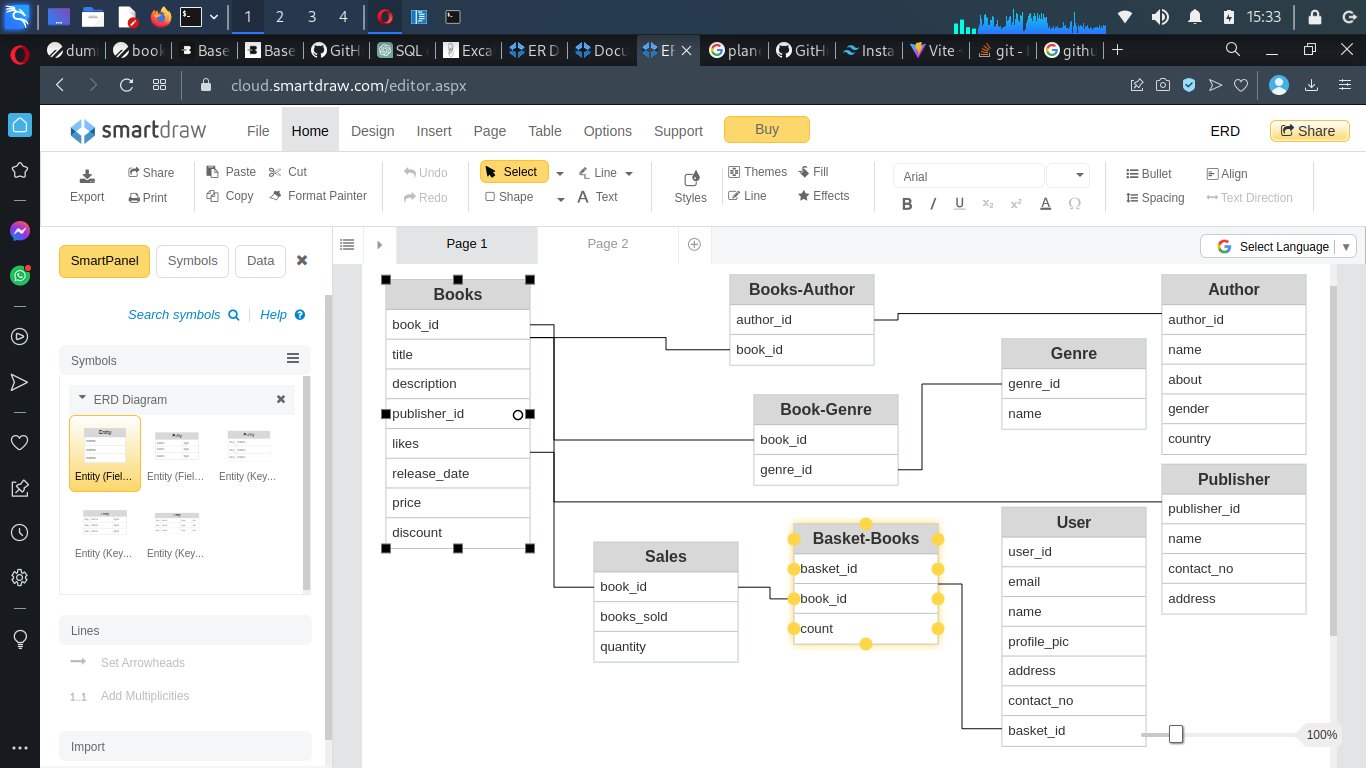 1 2 3 4 15:33
dum book Base Base GitH SQL Exca ER D Docu EF plan GitH Insta Vite git - githu
cloud.smartdraw.com/editor.aspx
smartdraw File Home Design Insert Page Table Options Support Buy ERD Share
Export Share Print
Paste Cut
Copy Format Painter
Undo
Redo
Select Line
Shape A Text
Styles Themes Fill
Line Effects
Arial
B I U x₂ x² A Ω
Bullet Align
Spacing Text Direction
SmartPanel Symbols Data
Page 1 Page 2
G Select Language
Search symbols Help
Symbols
ERD Diagram
Entity (Fiel... Entity (Fiel... Entity (Key...
Entity (Key... Entity (Key...
Lines
Set Arrowheads
1..1 Add Multiplicities
Import
Books
book_id
title
description
publisher_id
likes
release_date
price
discount
Books-Author
author_id
book_id
Author
author_id
name
about
gender
country
Genre
genre_id
name
Book-Genre
book_id
genre_id
Publisher
publisher_id
name
contact_no
address
Sales
book_id
books_sold
quantity
Basket-Books
basket_id
book_id
count
User
user_id
email
name
profile_pic
address
contact_no
basket_id
100%